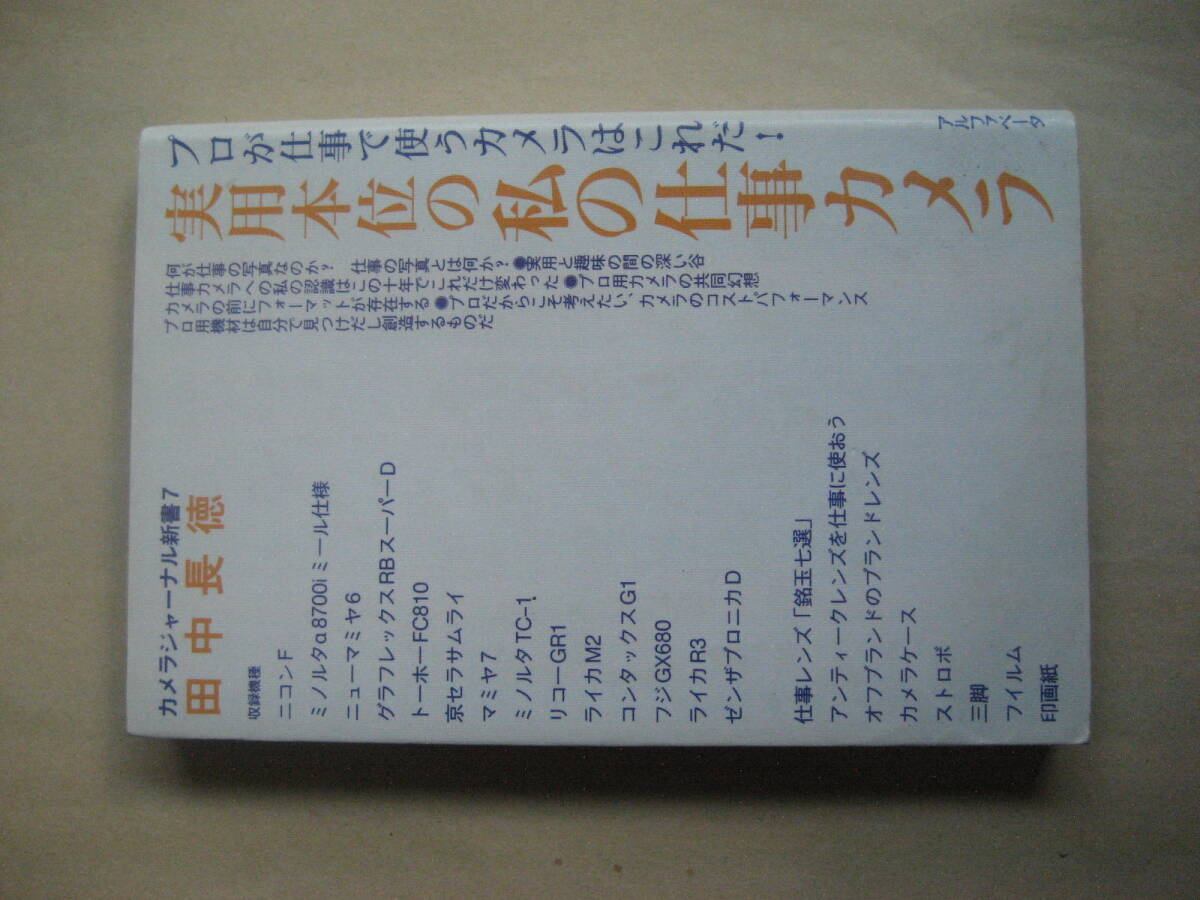 プロが仕事で使うカメラはこれだ!
実用本位の私の仕事カメラ
アルファベータ
何が仕事の写真なのか? 仕事の写真とは何か?●実用と趣味の間の深い谷
仕事カメラへの私の認識はこの十年でこれだけ変わった●プロ用カメラの共同幻想
カメラの前にフォーマットが存在する●プロだからこそ考えたい、カメラのコストパフォーマンス
プロ用機材は自分で見つけだし創造するものだ
カメラジャーナル新書7
田中長徳
収録機種
ニコンF
ミノルタα8700iミール仕様
ニューマミヤ6
グラフレックスRBスーパーD
トーホーFC810
京セラサムライ
マミヤ7
ミノルタTC-1
リコーGR1
ライカM2
コンタックスG1
フジGX680
ライカR3
ゼンザブロニカD
仕事レンズ「銘玉七選」
アンティークレンズを仕事に使おう
オフブランドのブランドレンズ
カメラケース
ストロボ
三脚
フイルム
印画紙